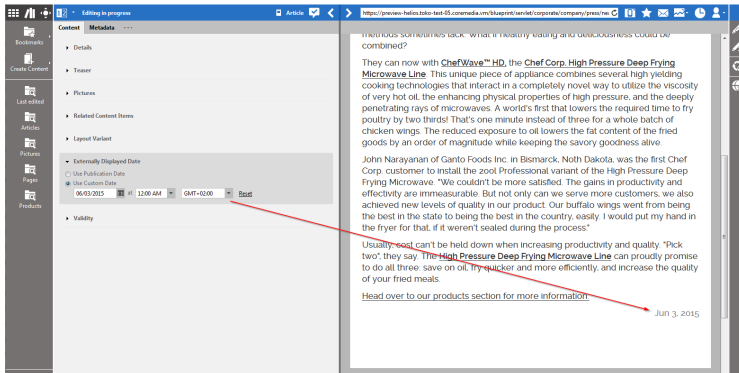 Editing in progress
Article
https://preview-helios.toko-test-05.coremedia.vm/blueprint/servlet/corporate/company/press/ne
Content Metadata ...
Bookmarks
Create Content
Last edited
Articles
Pictures
Pages
Products
Details
Teaser
Pictures
Related Content Items
Layout Variant
Externally Displayed Date
Use Publication Date
Use Custom Date
06/03/2015 at 12:00 AM GMT+02:00 Reset
Validity
methods sometimes lack. What if healthy eating and deliciousness could be
combined?
They can now with ChefWave™ HD, the Chef Corp. High Pressure Deep Frying
Microwave Line. This unique piece of appliance combines several high yielding
cooking technologies that interact in a completely novel way to utilize the viscosity
of very hot oil, the enhancing physical properties of high pressure, and the deeply
penetrating rays of microwaves. A world's first that lowers the required time to fry
poultry by two thirds! That's one minute instead of three for a whole batch of
chicken wings. The reduced exposure to oil lowers the fat content of the fried
goods by an order of magnitude while keeping the savory goodness alive.
John Narayanan of Ganto Foods Inc. in Bismarck, Noth Dakota, was the first Chef
Corp. customer to install the 200l Professional variant of the High Pressure Deep
Frying Microwave. "We couldn't be more satisfied. The gains in productivity and
effectivity are immeasurable. But not only can we serve more customers, we also
achieved new levels of quality in our product. Our buffalo wings went from being
the best in the state to being the best in the country, easily. I would put my hand in
the fryer for that, if it weren't sealed during the process."
Usually, cost can't be held down when increasing productivity and quality. "Pick
two", they say. The High Pressure Deep Frying Microwave Line can proudly promise
to do all three: save on oil, fry quicker and more efficiently, and increase the quality
of your fried meals.
Head over to our products section for more information.
Jun 3, 2015